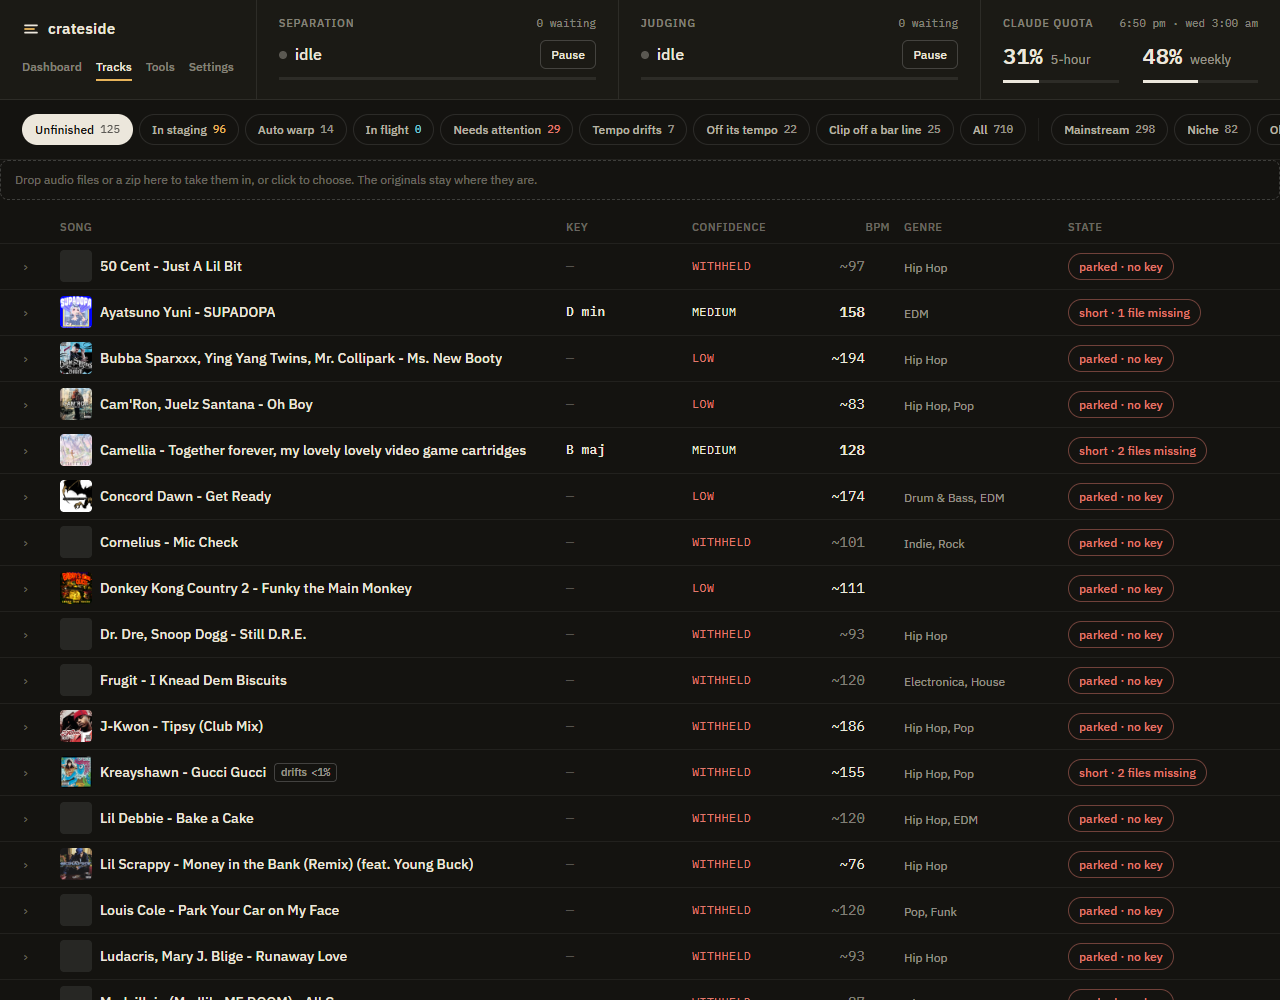 crateside
Dashboard Tracks Tools Settings
SEPARATION 0 waiting
idle Pause
JUDGING 0 waiting
idle Pause
CLAUDE QUOTA 6:50 pm · wed 3:00 am
31% 5-hour 48% weekly
Unfinished 125 In staging 96 Auto warp 14 In flight 0 Needs attention 29 Tempo drifts 7 Off its tempo 22 Clip off a bar line 25 All 710 Mainstream 298 Niche 82
Drop audio files or a zip here to take them in, or click to choose. The originals stay where they are.
SONG KEY CONFIDENCE BPM GENRE STATE
› 50 Cent - Just A Lil Bit — WITHHELD ~97 Hip Hop parked · no key
› Ayatsuno Yuni - SUPADOPA D min MEDIUM 158 EDM short · 1 file missing
› Bubba Sparxxx, Ying Yang Twins, Mr. Collipark - Ms. New Booty — LOW ~194 Hip Hop parked · no key
› Cam'Ron, Juelz Santana - Oh Boy — LOW ~83 Hip Hop, Pop parked · no key
› Camellia - Together forever, my lovely lovely video game cartridges B maj MEDIUM 128 short · 2 files missing
› Concord Dawn - Get Ready — LOW ~174 Drum & Bass, EDM parked · no key
› Cornelius - Mic Check — WITHHELD ~101 Indie, Rock parked · no key
› Donkey Kong Country 2 - Funky the Main Monkey — LOW ~111 parked · no key
› Dr. Dre, Snoop Dogg - Still D.R.E. — WITHHELD ~93 Hip Hop parked · no key
› Frugit - I Knead Dem Biscuits — WITHHELD ~120 Electronica, House parked · no key
› J-Kwon - Tipsy (Club Mix) — WITHHELD ~186 Hip Hop, Pop parked · no key
› Kreayshawn - Gucci Gucci drifts <1% — WITHHELD ~155 Hip Hop, Pop short · 2 files missing
› Lil Debbie - Bake a Cake — WITHHELD ~120 Hip Hop, EDM parked · no key
› Lil Scrappy - Money in the Bank (Remix) (feat. Young Buck) — WITHHELD ~76 Hip Hop parked · no key
› Louis Cole - Park Your Car on My Face — WITHHELD ~120 Pop, Funk parked · no key
› Ludacris, Mary J. Blige - Runaway Love — WITHHELD ~93 Hip Hop parked · no key